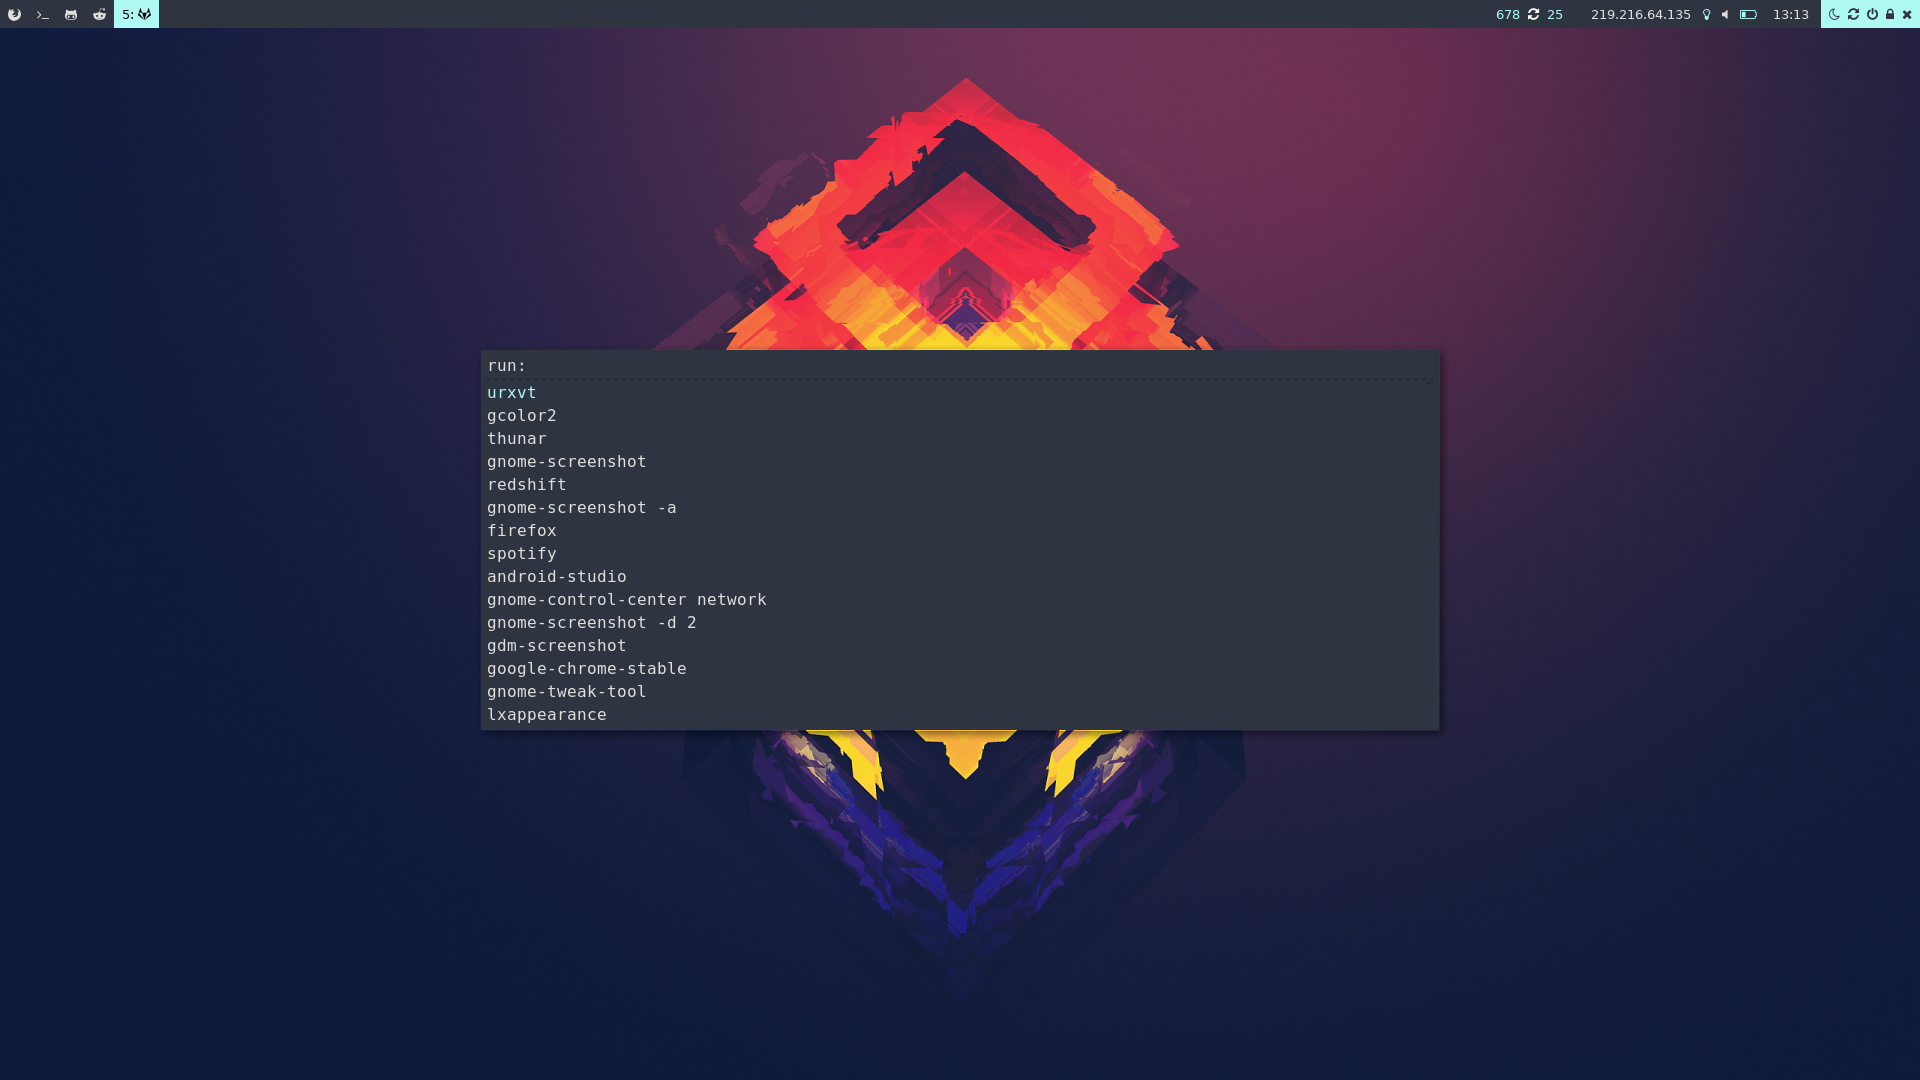 5:
678 25 219.216.64.135 13:13
run:
urxvt
gcolor2
thunar
gnome-screenshot
redshift
gnome-screenshot -a
firefox
spotify
android-studio
gnome-control-center network
gnome-screenshot -d 2
gdm-screenshot
google-chrome-stable
gnome-tweak-tool
lxappearance